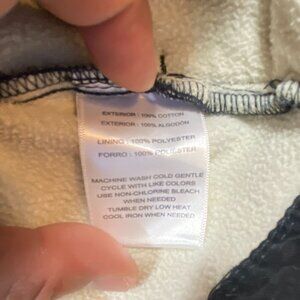 EXTERIOR : 100% COTTON
EXTERIOR : 100% ALGODON
LINING : 100% POLYESTER
FORRO : 100% POLIESTER
MACHINE WASH COLD GENTLE
CYCLE WITH LIKE COLORS
USE NON-CHLORINE BLEACH
WHEN NEEDED
TUMBLE DRY LOW HEAT
COOL IRON WHEN NEEDED